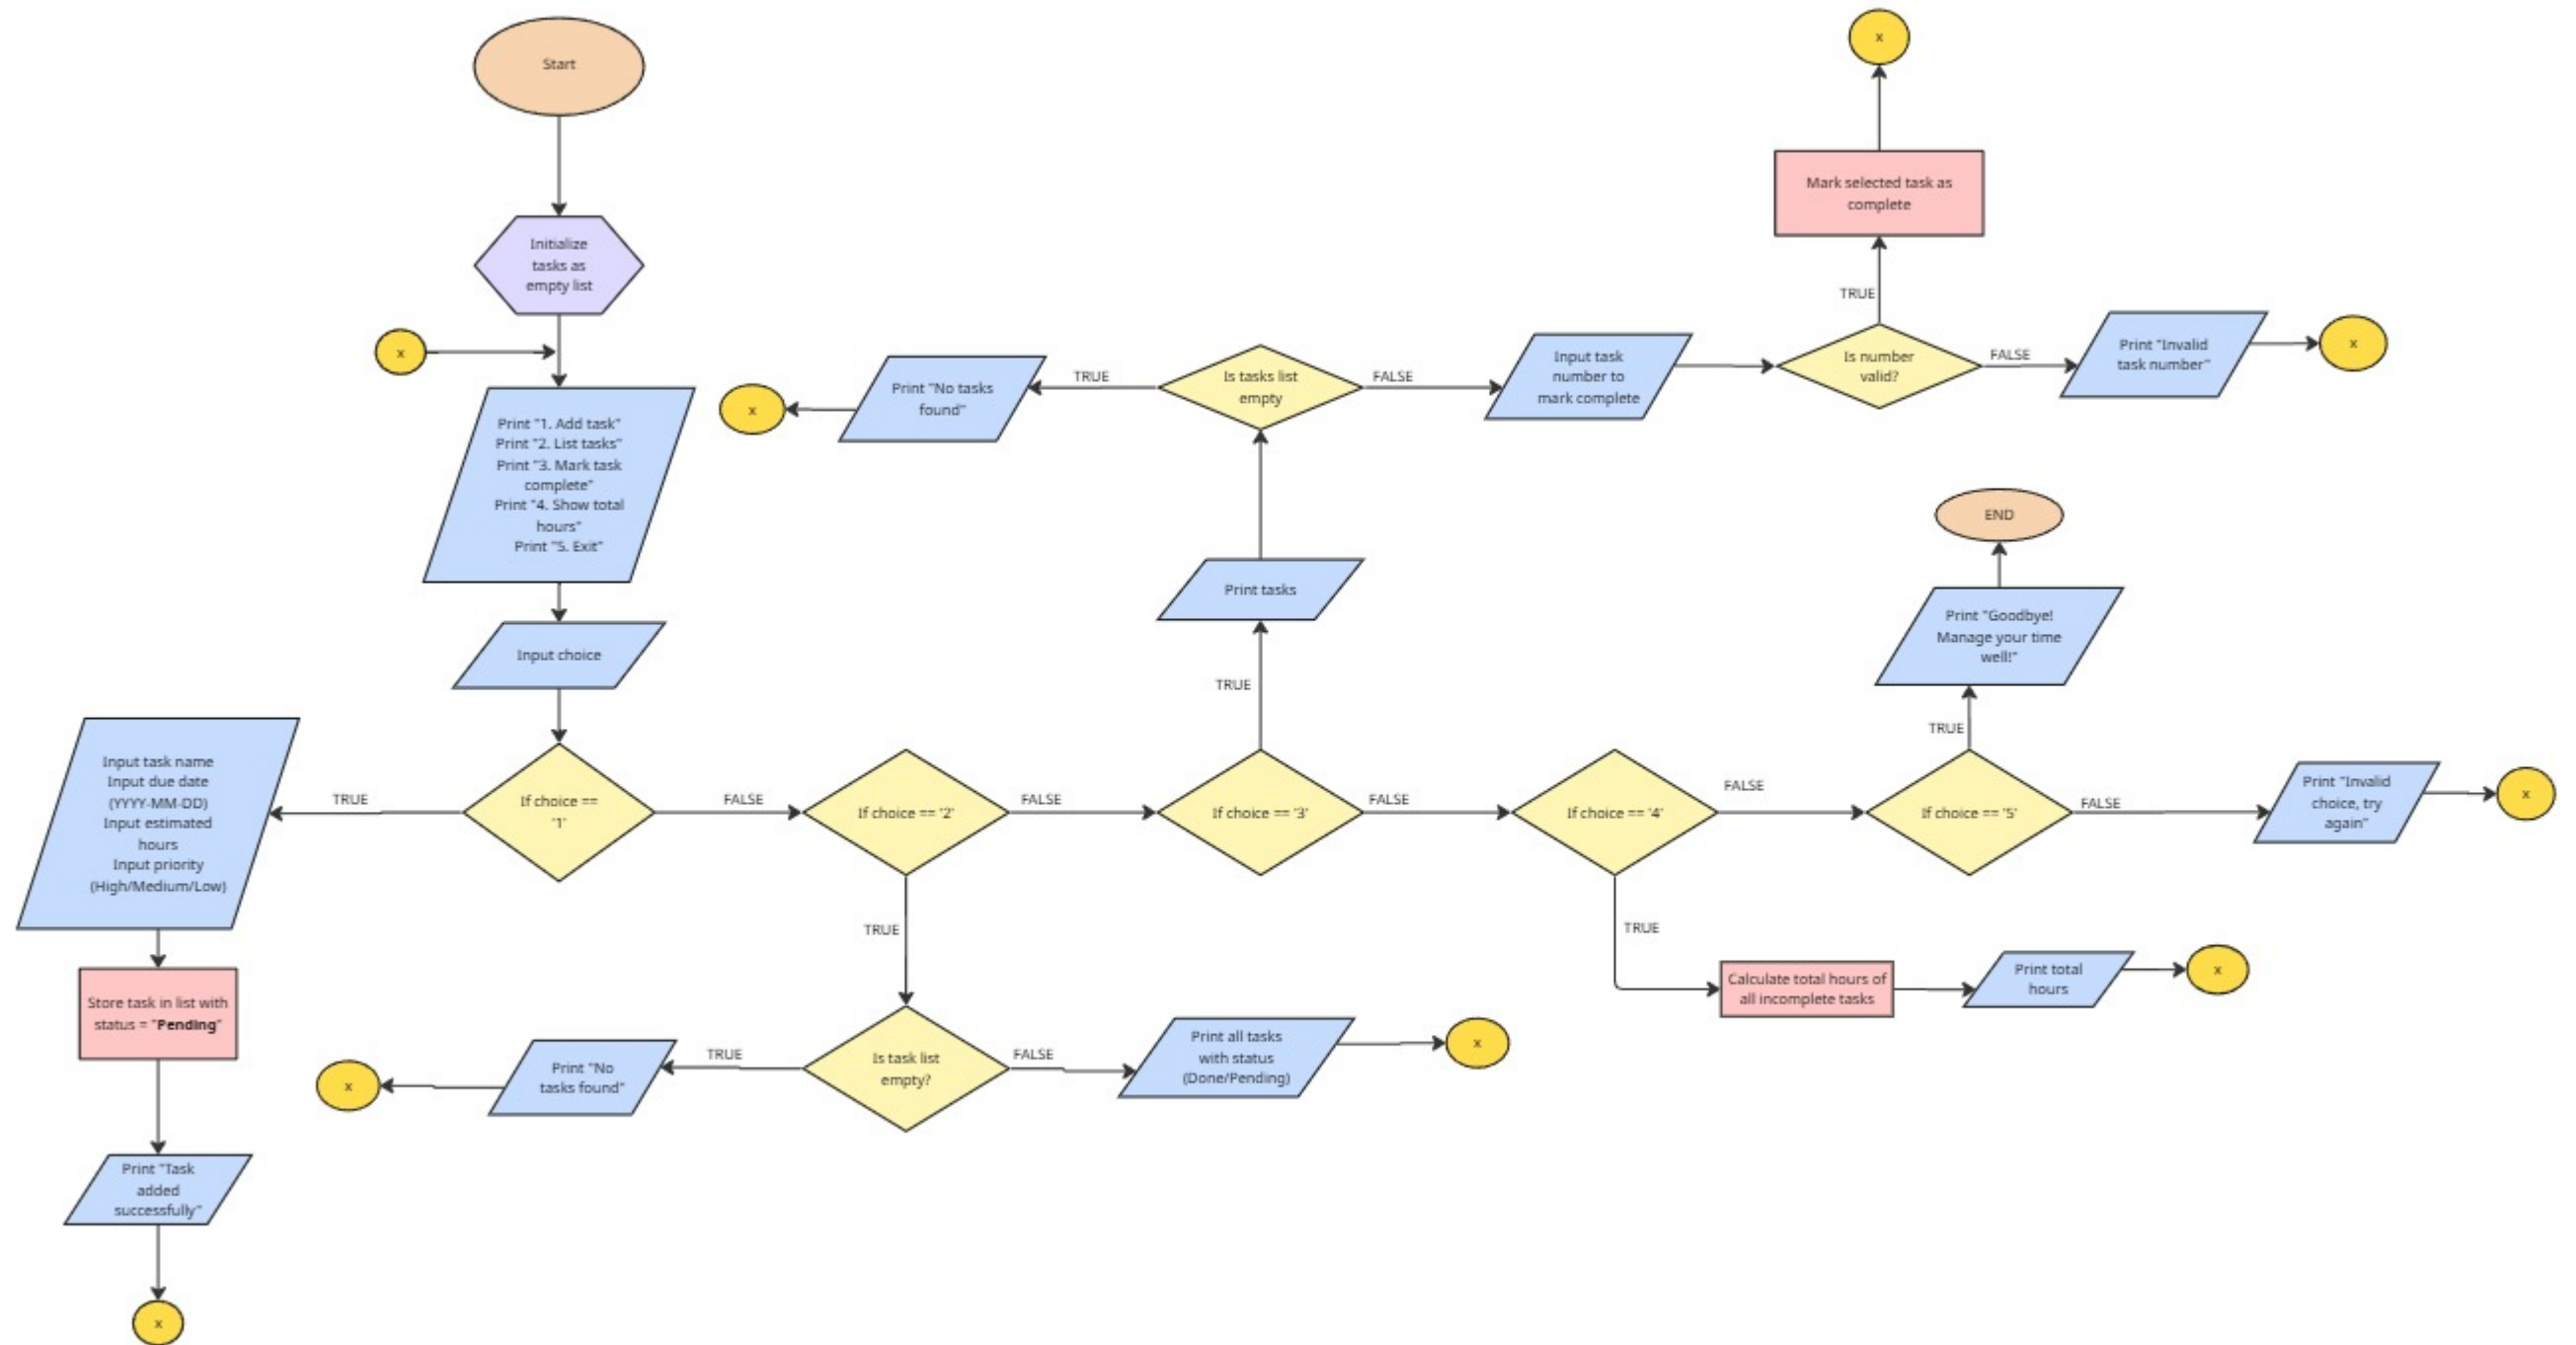 Start
Initialize
tasks as
empty list
x
Print "1. Add task"
Print "2. List tasks"
Print "3. Mark task
complete"
Print "4. Show total
hours"
Print "5. Exit"
Input choice
If choice ==
'1'
TRUE
Input task name
Input due date
(YYYY-MM-DD)
Input estimated
hours
Input priority
(High/Medium/Low)
Store task in list with
status = "Pending"
Print "Task
added
successfully"
x
FALSE
If choice == '2'
TRUE
Is task list
empty?
TRUE
Print "No
tasks found"
x
FALSE
Print all tasks
with status
(Done/Pending)
x
FALSE
If choice == '3'
TRUE
Print tasks
Is tasks list
empty
TRUE
Print "No tasks
found"
x
FALSE
Input task
number to
mark complete
Is number
valid?
TRUE
Mark selected task as
complete
x
FALSE
Print "Invalid
task number"
x
FALSE
If choice == '4'
TRUE
Calculate total hours of
all incomplete tasks
Print total
hours
x
FALSE
If choice == '5'
TRUE
Print "Goodbye!
Manage your time
well!"
END
FALSE
Print "Invalid
choice, try
again"
x